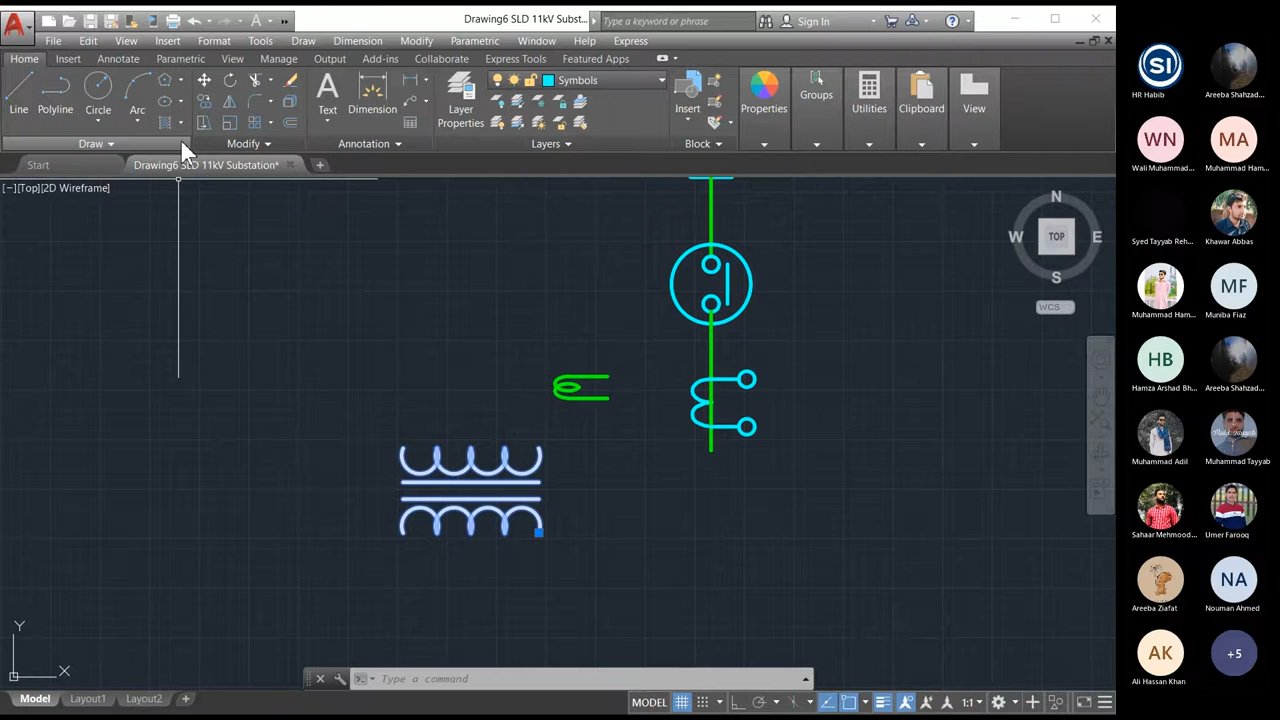 Drawing6 SLD 11kV Subst...
Type a keyword or phrase
Sign In
File Edit View Insert Format Tools Draw Dimension Modify Parametric Window Help Express
Home Insert Annotate Parametric View Manage Output Add-ins Collaborate Express Tools Featured Apps
Line
Polyline
Circle
Arc
Text
Dimension
Layer
Properties
Symbols
Insert
Properties
Groups
Utilities
Clipboard
View
Draw
Modify
Annotation
Layers
Block
Start
Drawing6 SLD 11kV Substation*
[−][Top][2D Wireframe]
N
W
TOP
E
S
WCS
Y
X
Type a command
Model
Layout1
Layout2
MODEL
1:1
SI
HR Habib
Areeba Shahzad...
WN
Wali Muhammad...
MA
Muhammad Ham...
Syed Tayyab Reh...
Khawar Abbas
Muhammad Ham...
MF
Muniba Fiaz
HB
Hamza Arshad Bh...
Areeba Shahzad...
Muhammad Adil
Muhammad Tayyab
Sahaar Mehmood...
Umer Farooq
Areeba Ziafat
NA
Nouman Ahmed
AK
Ali Hassan Khan
+5